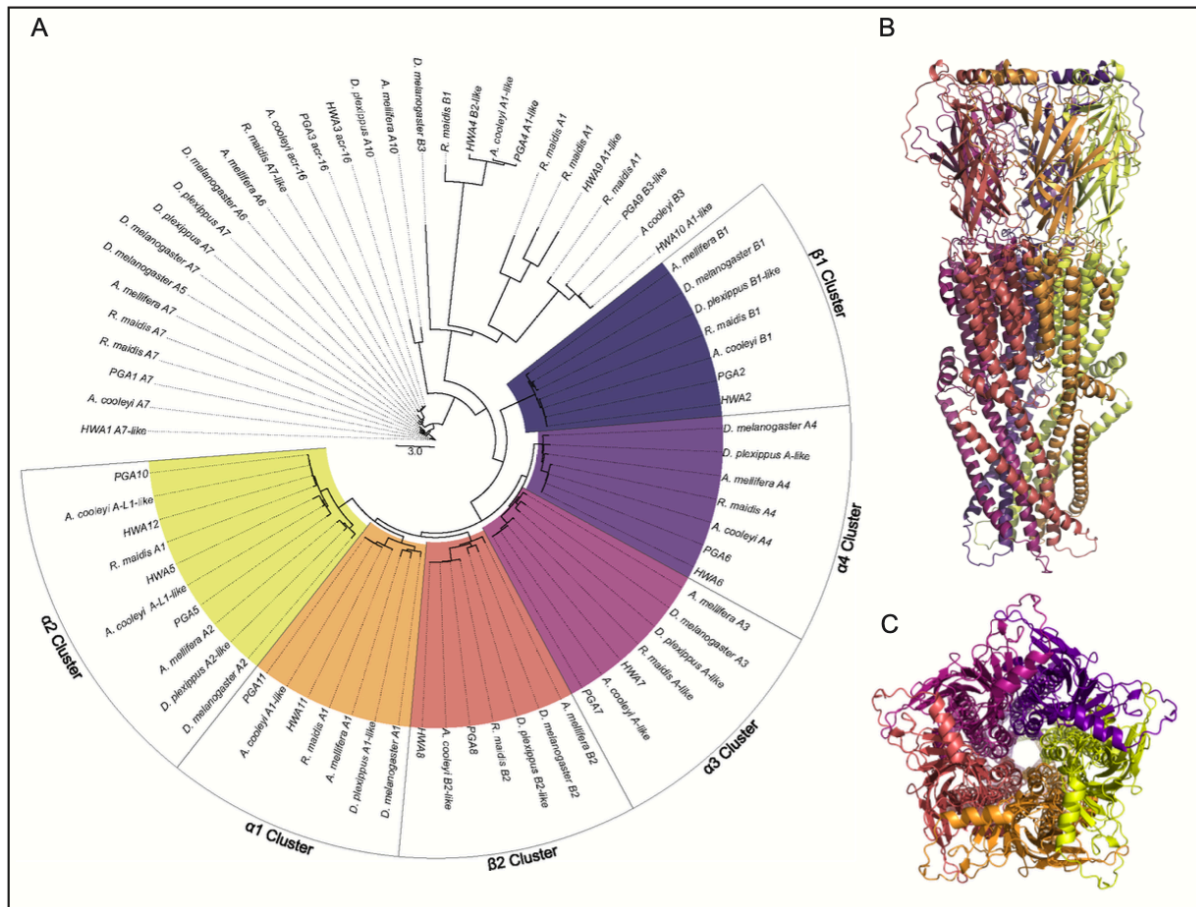 A
B
C
HWA1 A7-like
A. cooleyi A7
PGA1 A7
R. maidis A7
R. maidis A7
A. mellifera A7
D. melanogaster A5
D. melanogaster A7
D. plexippus A7
D. plexippus A7
D. melanogaster A6
A. mellifera A6
R. maidis A7-like
A. cooleyi acr-16
PGA3 acr-16
HWA3 acr-16
D. plexippus A10
A. mellifera A10
D. melanogaster B3
R. maidis B1
HWA4 B2-like
A. cooleyi A1-like
PGA4 A1-like
R. maidis A1
R. maidis A1
HWA9 A1-like
R. maidis A1
PGA9 B3-like
A cooleyi B3
HWA10 A1-like
A. mellifera B1
D. melanogaster B1
D. plexippus B1-like
R. maidis B1
A. cooleyi B1
PGA2
HWA2
β1 Cluster
D. melanogaster A4
D. plexippus A-like
A. mellifera A4
R. maidis A4
A. cooleyi A4
PGA6
HWA6
α4 Cluster
A. mellifera A3
D. melanogaster A3
D. plexippus A-like
R. maidis A-like
HWA7
A. cooleyi A-like
PGA7
α3 Cluster
A. mellifera B2
D. melanogaster B2
D. plexippus B2-like
R. maidis B2
PGA8
A. cooleyi B2-like
HWA8
β2 Cluster
D. melanogaster A1
D. plexippus A1-like
A. mellifera A1
R. maidis A1
HWA11
A. cooleyi A1-like
PGA11
α1 Cluster
D. melanogaster A2
D. plexippus A2-like
A. mellifera A2
PGA5
A. cooleyi A-L1-like
HWA5
R. maidis A1
HWA12
A. cooleyi A-L1-like
PGA10
α2 Cluster
3.0